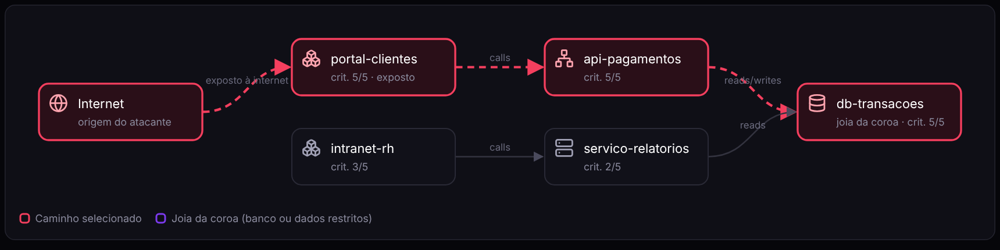 portal-clientes
crit. 5/5 · exposto
calls
api-pagamentos
crit. 5/5
exposto à internet
reads/writes
Internet
origem do atacante
db-transacoes
joia da coroa · crit. 5/5
reads
intranet-rh
crit. 3/5
calls
servico-relatorios
crit. 2/5
Caminho selecionado
Joia da coroa (banco ou dados restritos)